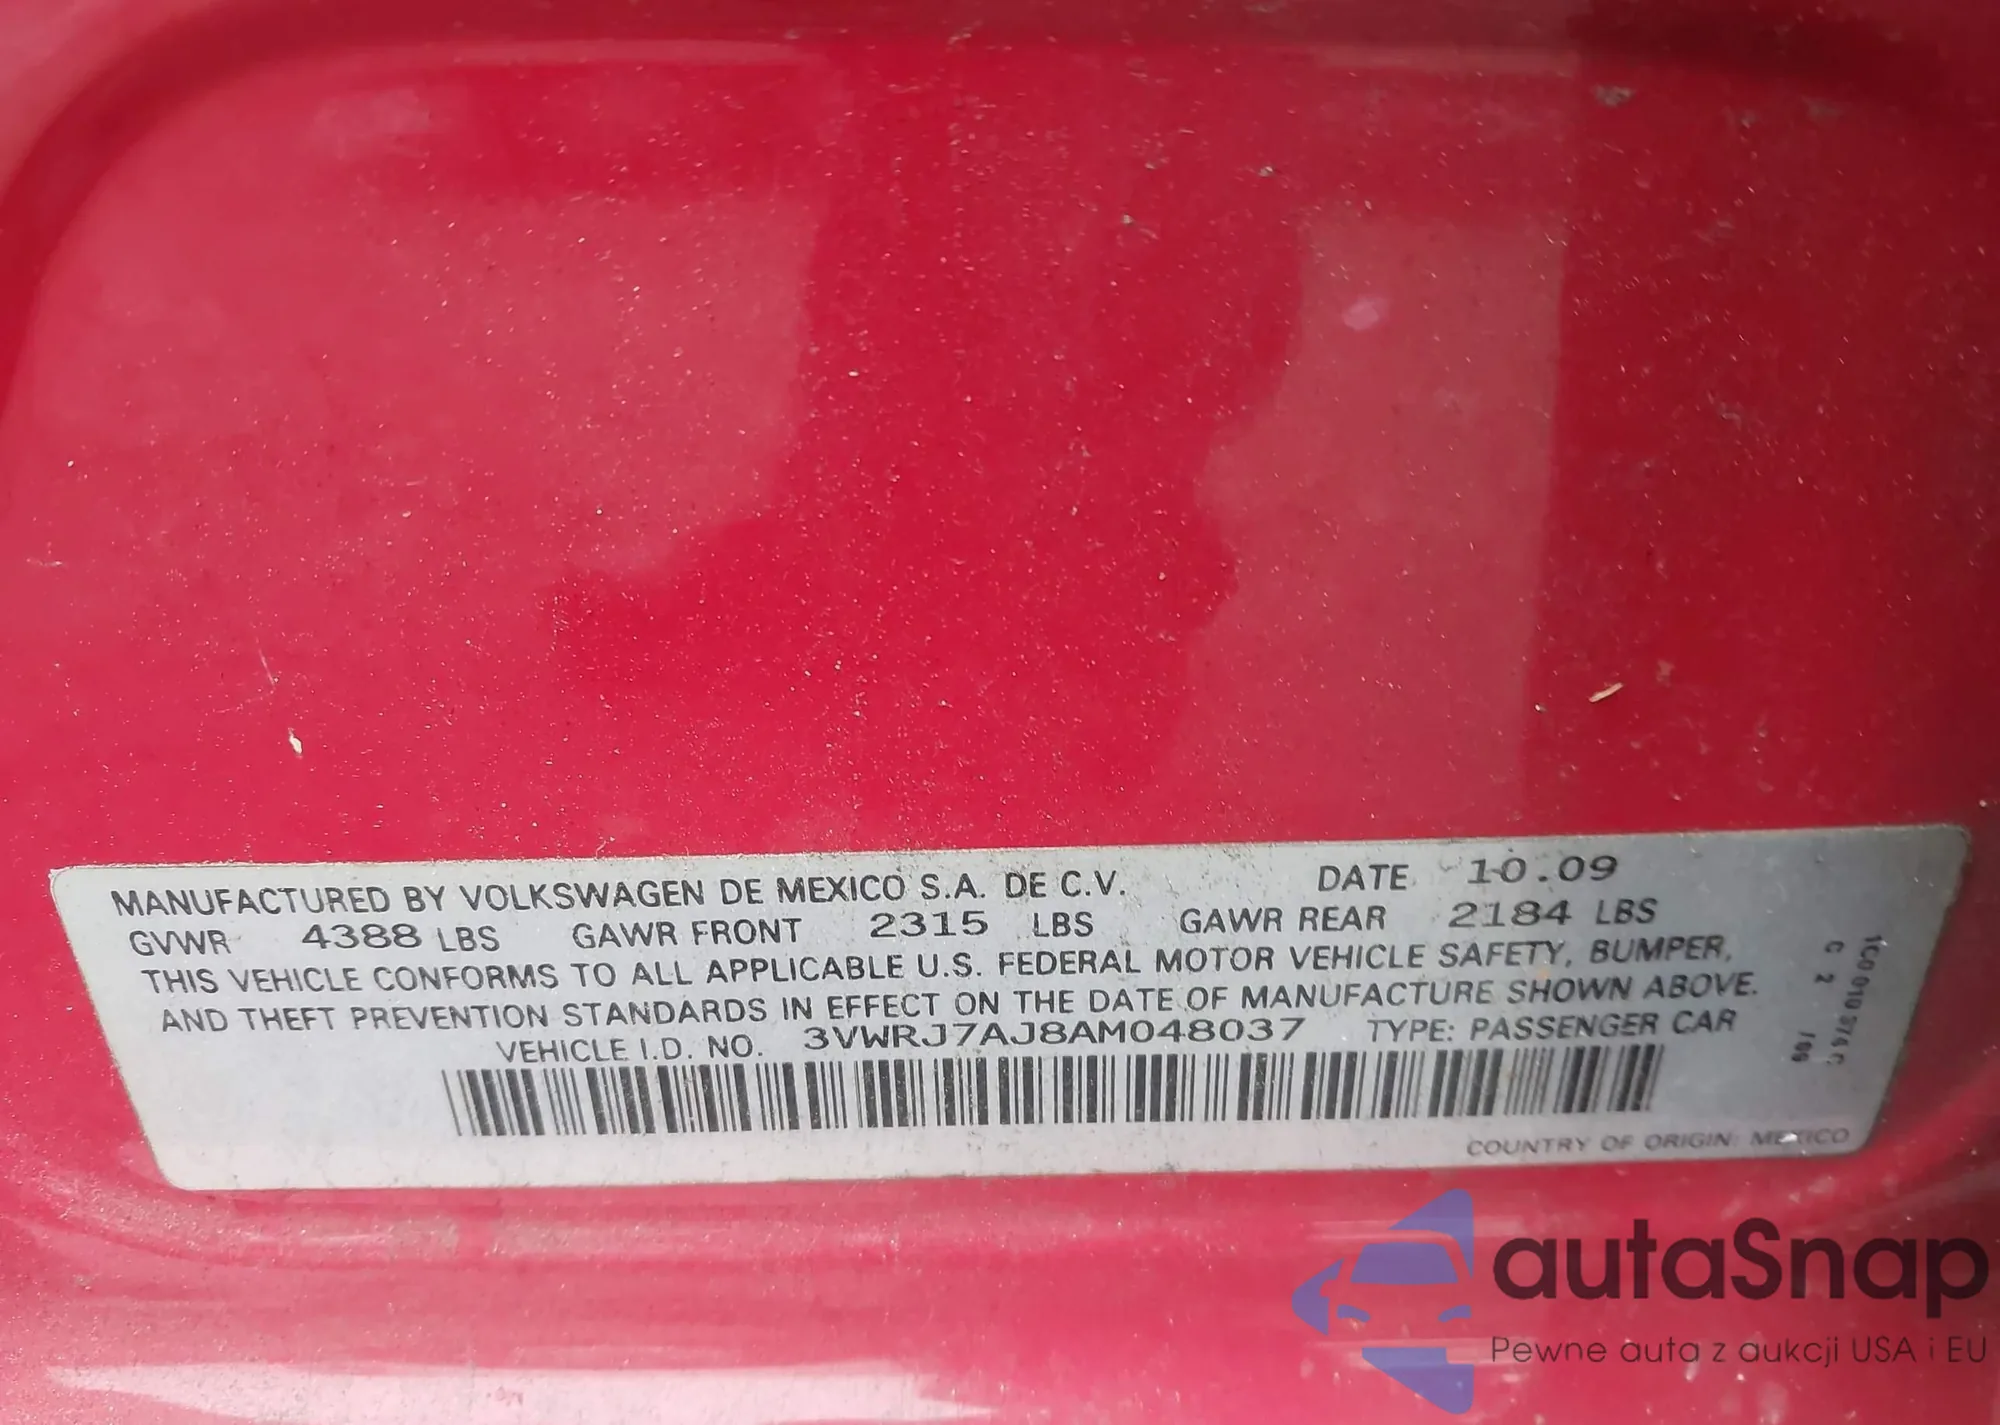 MANUFACTURED BY VOLKSWAGEN DE MEXICO S.A. DE C.V. DATE 10.09
GVWR 4388 LBS GAWR FRONT 2315 LBS GAWR REAR 2184 LBS
THIS VEHICLE CONFORMS TO ALL APPLICABLE U.S. FEDERAL MOTOR VEHICLE SAFETY, BUMPER,
AND THEFT PREVENTION STANDARDS IN EFFECT ON THE DATE OF MANUFACTURE SHOWN ABOVE.
VEHICLE I.D. NO. 3VWRJ7AJ8AM048037 TYPE: PASSENGER CAR
COUNTRY OF ORIGIN: MEXICO
1C0 010
autaSnap
Pewne auta z aukcji USA i EU